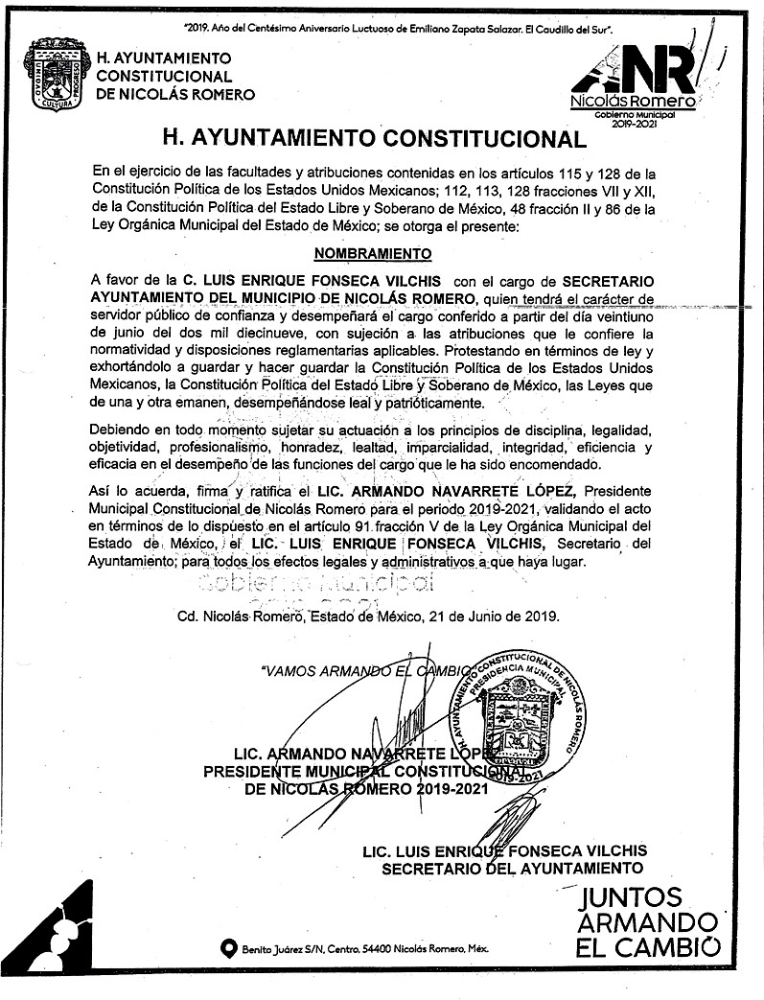 "2019. Año del Centésimo Aniversario Luctuoso de Emiliano Zapata Salazar. El Caudillo del Sur".
H. AYUNTAMIENTO
CONSTITUCIONAL
DE NICOLÁS ROMERO
UNIDAD
CULTURA
PROGRESO
ANR
Nicolás Romero
Gobierno Municipal
2019-2021
H. AYUNTAMIENTO CONSTITUCIONAL
En el ejercicio de las facultades y atribuciones contenidas en los artículos 115 y 128 de la
Constitución Política de los Estados Unidos Mexicanos; 112, 113, 128 fracciones VII y XII,
de la Constitución Política del Estado Libre y Soberano de México, 48 fracción II y 86 de la
Ley Orgánica Municipal del Estado de México; se otorga el presente:
NOMBRAMIENTO
A favor de la C. LUIS ENRIQUE FONSECA VILCHIS con el cargo de SECRETARIO
AYUNTAMIENTO DEL MUNICIPIO DE NICOLÁS ROMERO, quien tendrá el carácter de
servidor público de confianza y desempeñará el cargo conferido a partir del día veintiuno
de junio del dos mil diecinueve, con sujeción a las atribuciones que le confiere la
normatividad y disposiciones reglamentarias aplicables. Protestando en términos de ley y
exhortándolo a guardar y hacer guardar la Constitución Política de los Estados Unidos
Mexicanos, la Constitución Política del Estado Libre y Soberano de México, las Leyes que
de una y otra emanen, desempeñándose leal y patrióticamente.
Debiendo en todo momento sujetar su actuación a los principios de disciplina, legalidad,
objetividad, profesionalismo, honradez, lealtad, imparcialidad, integridad, eficiencia y
eficacia en el desempeño de las funciones del cargo que le ha sido encomendado.
Así lo acuerda, firma y ratifica el LIC. ARMANDO NAVARRETE LÓPEZ, Presidente
Municipal Constitucional de Nicolás Romero para el periodo 2019-2021, validando el acto
en términos de lo dispuesto en el artículo 91 fracción V de la Ley Orgánica Municipal del
Estado de México, el LIC. LUIS ENRIQUE FONSECA VILCHIS, Secretario del
Ayuntamiento; para todos los efectos legales y administrativos a que haya lugar.
Gobierno Municipal
2019-2021
Cd. Nicolás Romero, Estado de México, 21 de Junio de 2019.
"VAMOS ARMANDO EL CAMBIO"
H. AYUNTAMIENTO CONSTITUCIONAL DE NICOLÁS ROMERO
PRESIDENCIA MUNICIPAL
2019-2021
LIC. ARMANDO NAVARRETE LÓPEZ
PRESIDENTE MUNICIPAL CONSTITUCIONAL
DE NICOLÁS ROMERO 2019-2021
LIC. LUIS ENRIQUE FONSECA VILCHIS
SECRETARIO DEL AYUNTAMIENTO
JUNTOS
ARMANDO
EL CAMBIO
Benito Juárez S/N, Centro, 54400 Nicolás Romero, Méx.